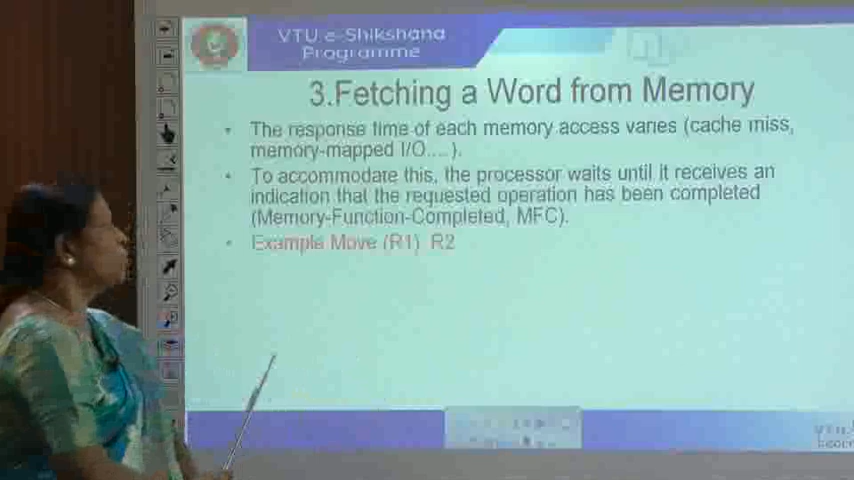 VTU e-Shikshana
Programme
3.Fetching a Word from Memory
• The response time of each memory access varies (cache miss,
memory-mapped I/O....).
• To accommodate this, the processor waits until it receives an
indication that the requested operation has been completed
(Memory-Function-Completed, MFC).
• Example Move (R1) R2